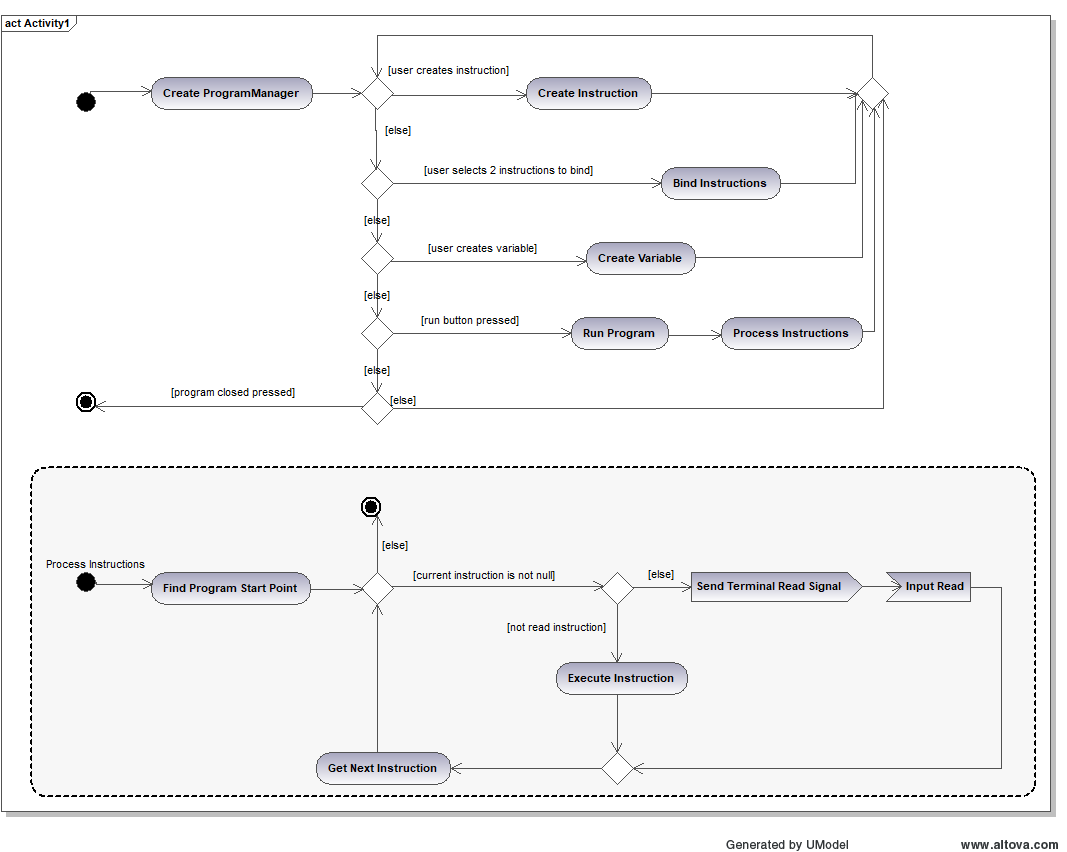 act Activity1
[user creates instruction]
Create ProgramManager
Create Instruction
[else]
[user selects 2 instructions to bind]
Bind Instructions
[else]
[user creates variable]
Create Variable
[else]
[run button pressed]
Run Program
Process Instructions
[else]
[program closed pressed]
[else]
[else]
Process Instructions
[current instruction is not null]
[else]
Find Program Start Point
Send Terminal Read Signal
Input Read
[not read instruction]
Execute Instruction
Get Next Instruction
Generated by UModel
www.altova.com